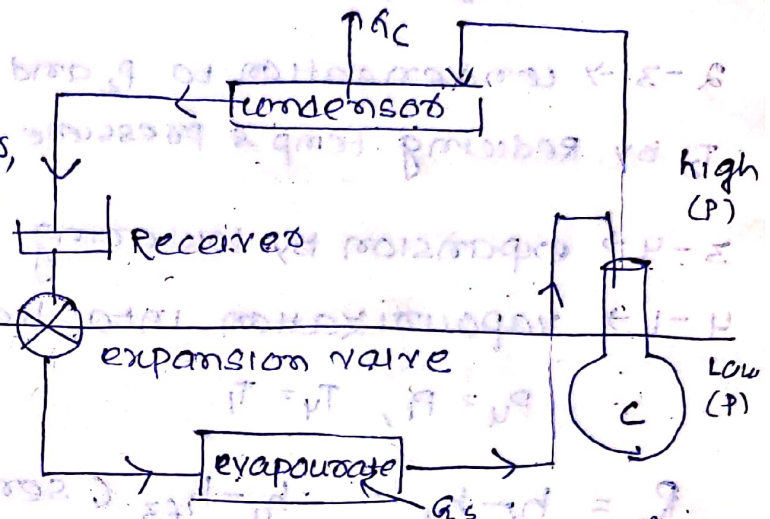 Qc
condensor
s,
high
(P)
Receiver
expansion valve
Low
(P)
C
evapourate
Qs